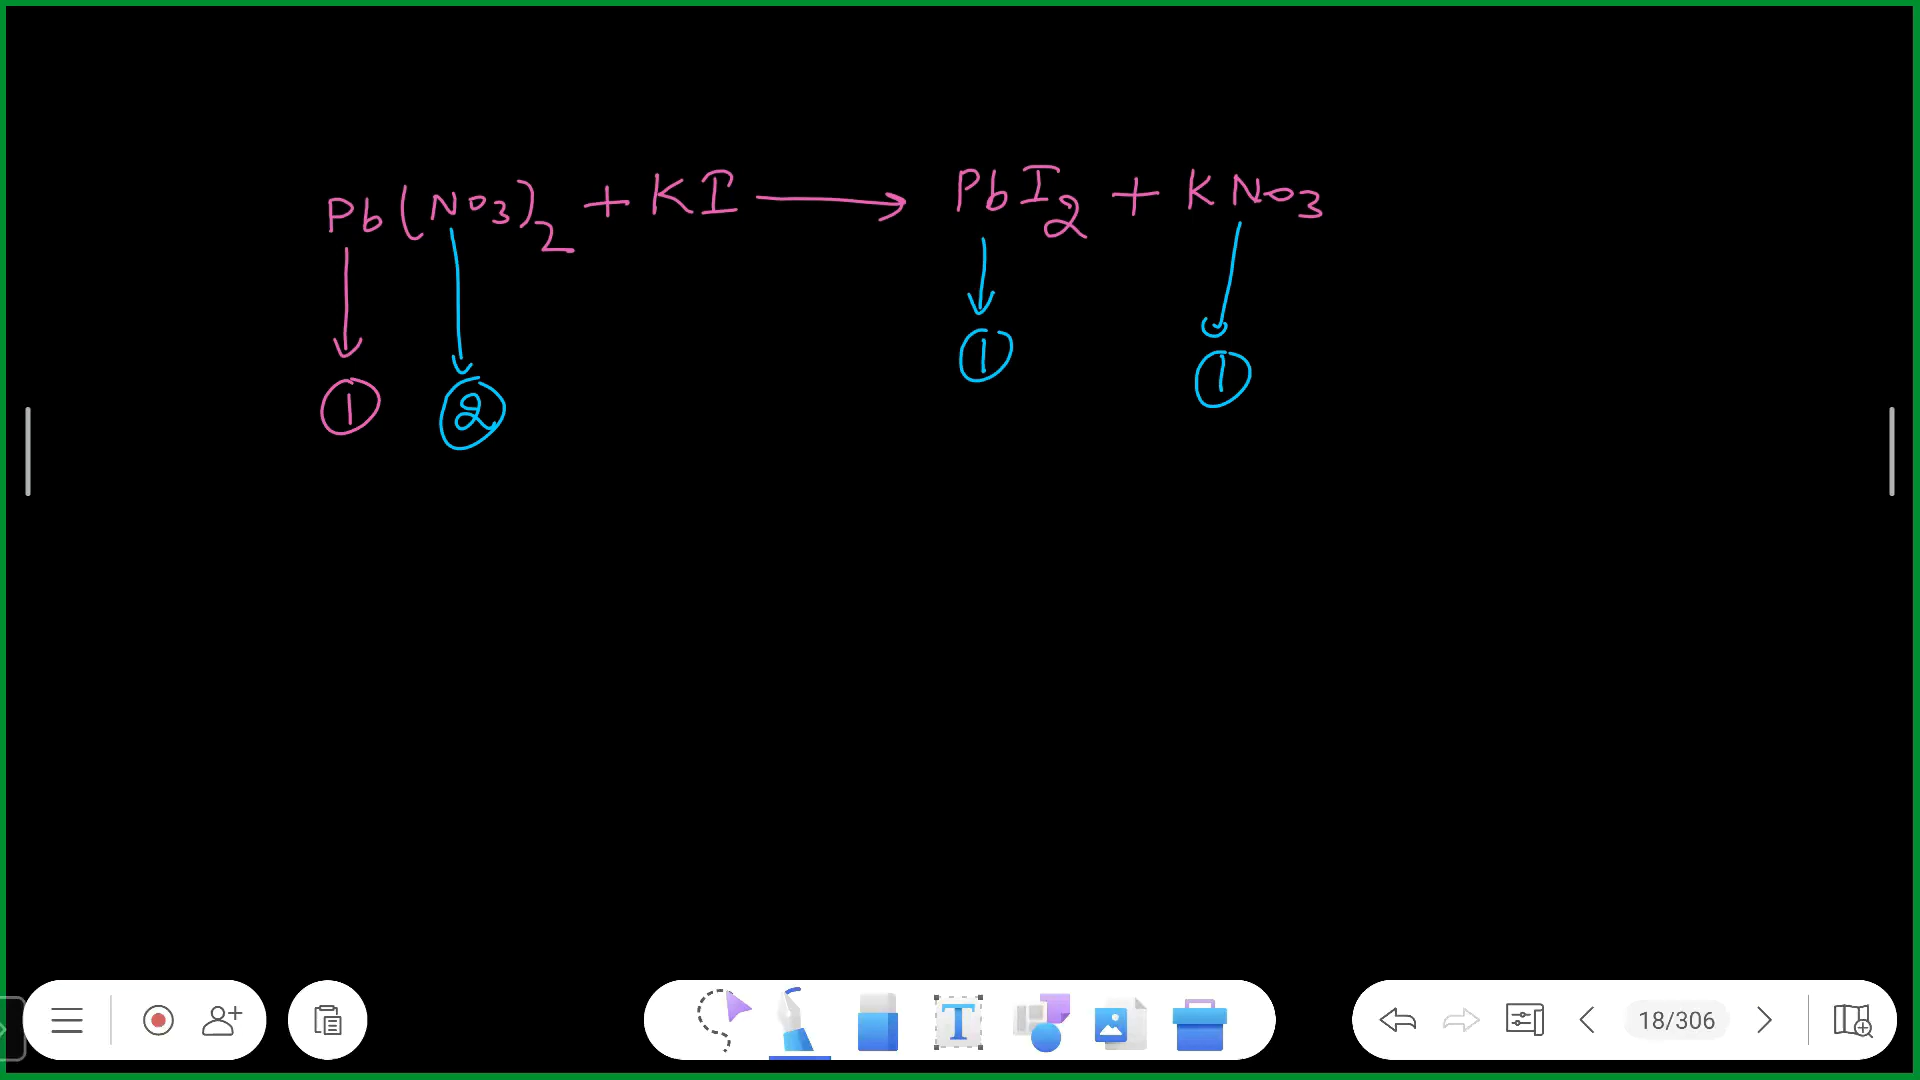 Pb(NO3)2 + KI ⟶ PbI2 + KNO3
① ② ① ①
T
18/306